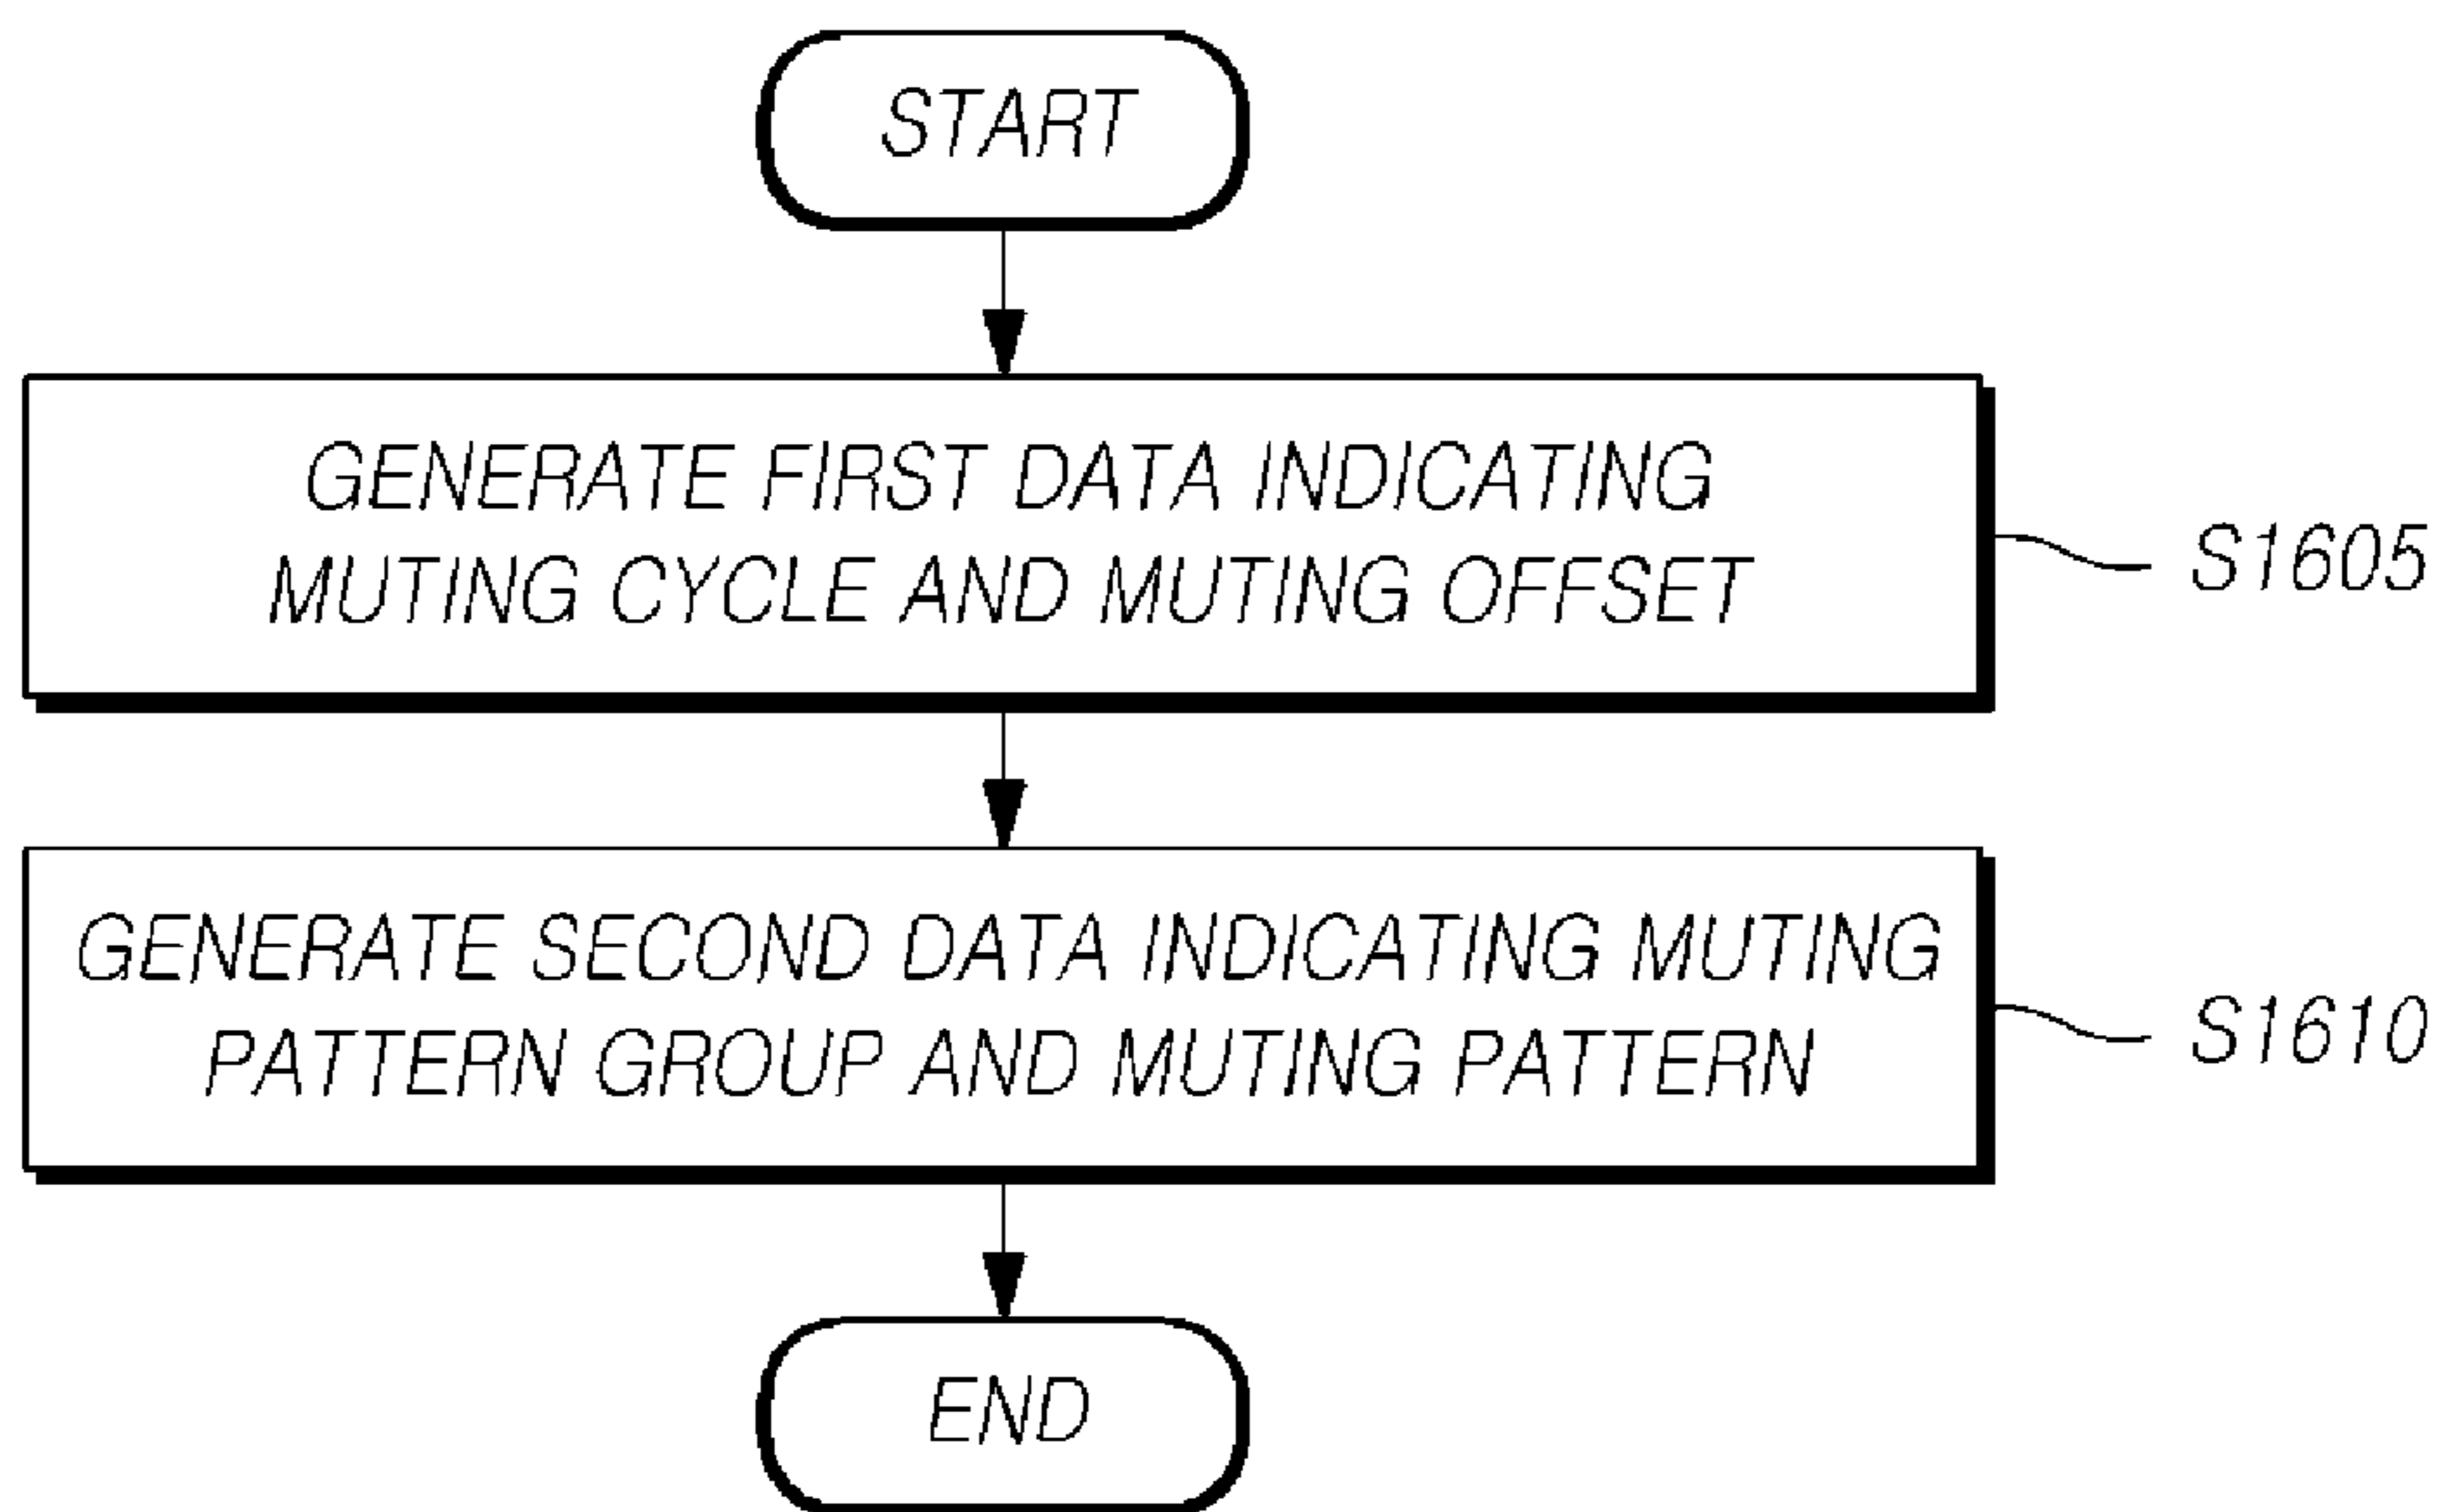 START
GENERATE FIRST DATA INDICATING
MUTING CYCLE AND MUTING OFFSET
S1605
GENERATE SECOND DATA INDICATING MUTING
PATTERN GROUP AND MUTING PATTERN
S1610
END